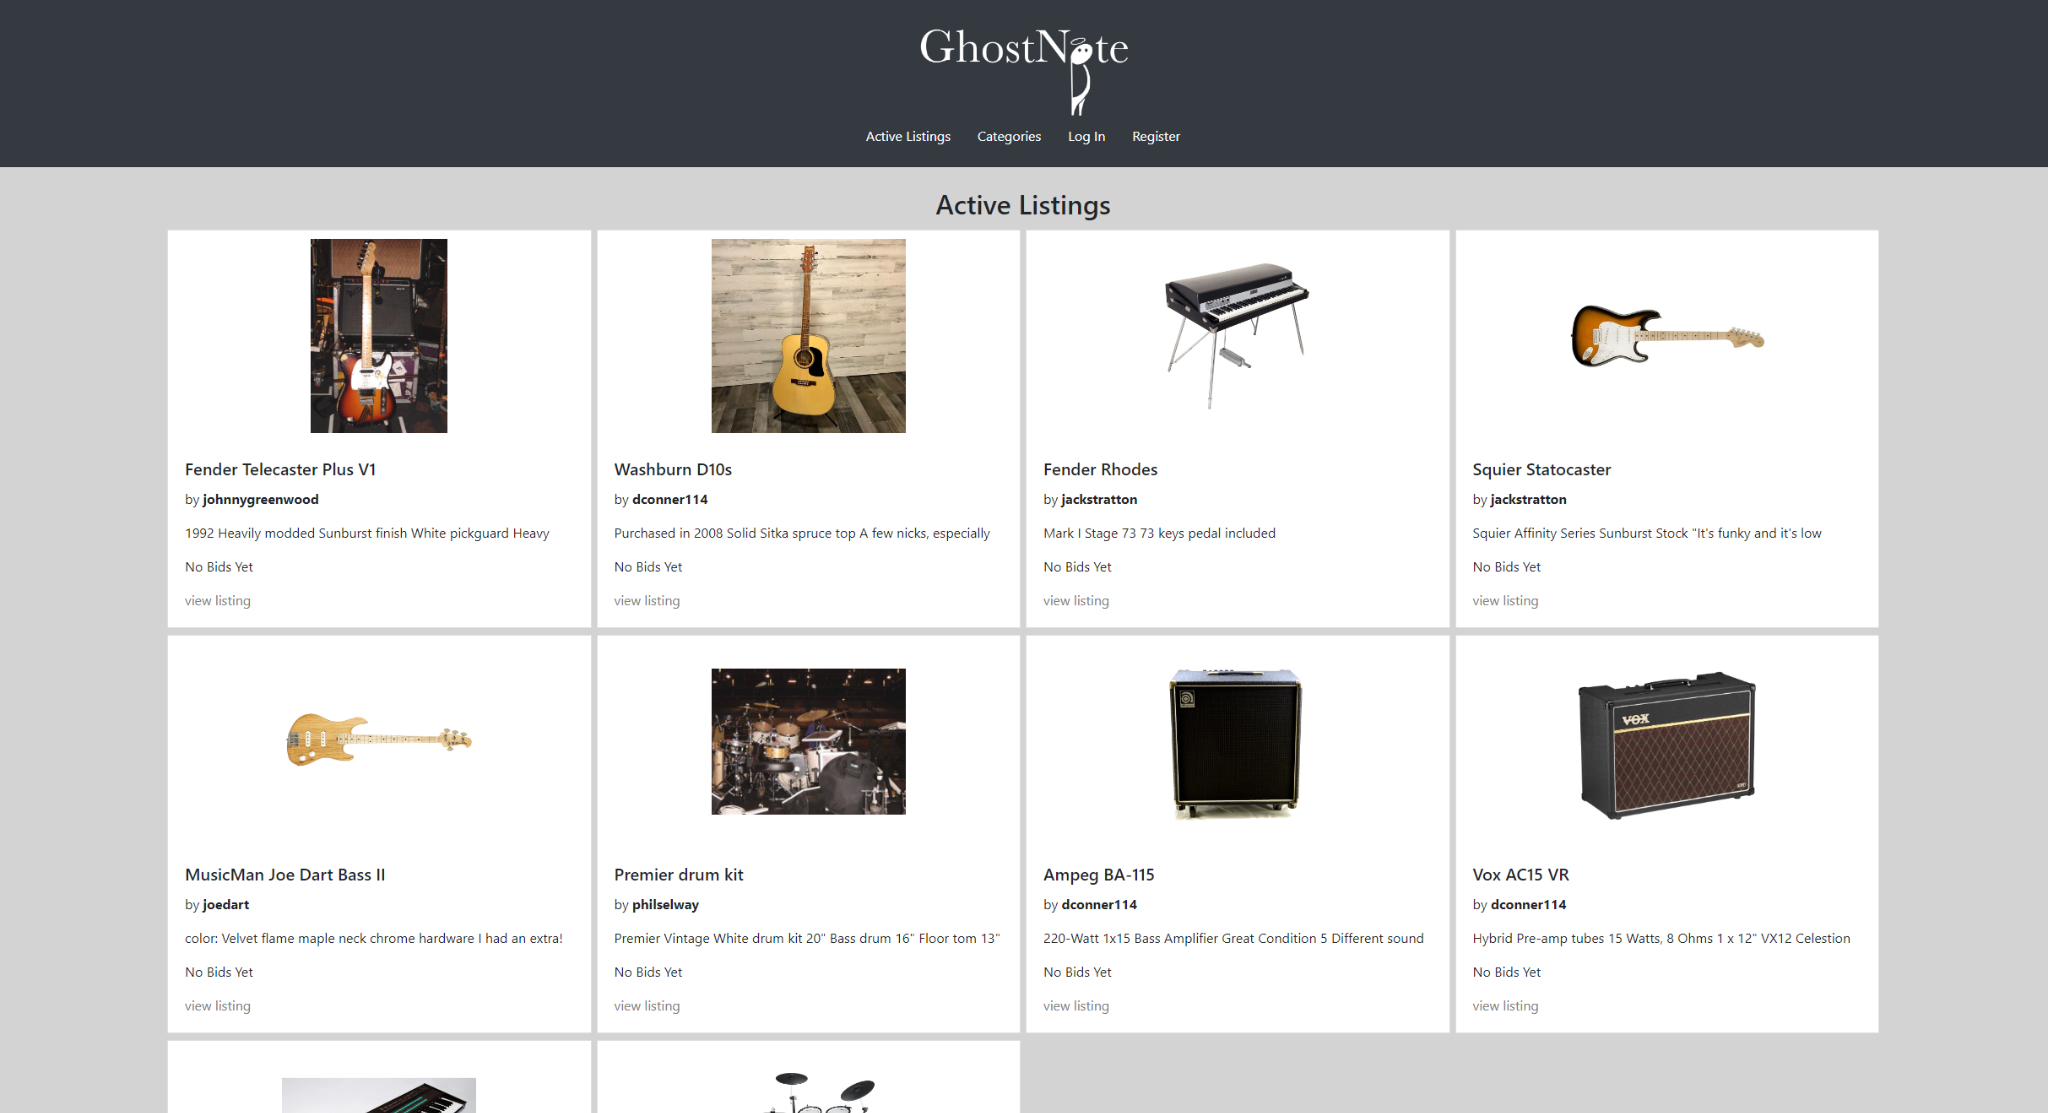 GhostNote
Active Listings
Categories
Log In
Register
Active Listings
Fender Telecaster Plus V1
by johnnygreenwood
1992 Heavily modded Sunburst finish White pickguard Heavy
No Bids Yet
view listing
Washburn D10s
by dconner114
Purchased in 2008 Solid Sitka spruce top A few nicks, especially
No Bids Yet
view listing
Fender Rhodes
by jackstratton
Mark I Stage 73 73 keys pedal included
No Bids Yet
view listing
Squier Statocaster
by jackstratton
Squier Affinity Series Sunburst Stock "It's funky and it's low
No Bids Yet
view listing
MusicMan Joe Dart Bass II
by joedart
color: Velvet flame maple neck chrome hardware I had an extra!
No Bids Yet
view listing
Premier drum kit
by philselway
Premier Vintage White drum kit 20" Bass drum 16" Floor tom 13"
No Bids Yet
view listing
Ampeg BA-115
by dconner114
220-Watt 1x15 Bass Amplifier Great Condition 5 Different sound
No Bids Yet
view listing
VOX
Vox AC15 VR
by dconner114
Hybrid Pre-amp tubes 15 Watts, 8 Ohms 1 x 12" VX12 Celestion
No Bids Yet
view listing